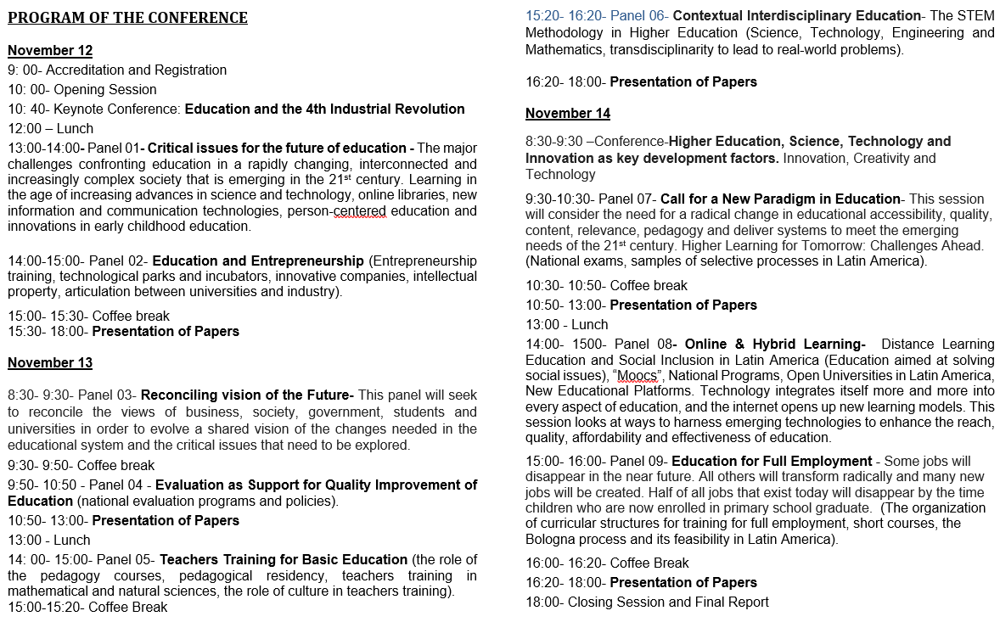 PROGRAM OF THE CONFERENCE
November 12
9: 00- Accreditation and Registration
10: 00- Opening Session
10: 40- Keynote Conference: Education and the 4th Industrial Revolution
12:00 – Lunch
13:00-14:00- Panel 01- Critical issues for the future of education - The major
challenges confronting education in a rapidly changing, interconnected and
increasingly complex society that is emerging in the 21st century. Learning in
the age of increasing advances in science and technology, online libraries, new
information and communication technologies, person-centered education and
innovations in early childhood education.
14:00-15:00- Panel 02- Education and Entrepreneurship (Entrepreneurship
training, technological parks and incubators, innovative companies, intellectual
property, articulation between universities and industry).
15:00- 15:30- Coffee break
15:30- 18:00- Presentation of Papers
November 13
8:30- 9:30- Panel 03- Reconciling vision of the Future- This panel will seek
to reconcile the views of business, society, government, students and
universities in order to evolve a shared vision of the changes needed in the
educational system and the critical issues that need to be explored.
9:30- 9:50- Coffee break
9:50- 10:50 - Panel 04 - Evaluation as Support for Quality Improvement of
Education (national evaluation programs and policies).
10:50- 13:00- Presentation of Papers
13:00 - Lunch
14: 00- 15:00- Panel 05- Teachers Training for Basic Education (the role of
the pedagogy courses, pedagogical residency, teachers training in
mathematical and natural sciences, the role of culture in teachers training).
15:00-15:20- Coffee Break
15:20- 16:20- Panel 06- Contextual Interdisciplinary Education- The STEM
Methodology in Higher Education (Science, Technology, Engineering and
Mathematics, transdisciplinarity to lead to real-world problems).
16:20- 18:00- Presentation of Papers
November 14
8:30-9:30 –Conference-Higher Education, Science, Technology and
Innovation as key development factors. Innovation, Creativity and
Technology
9:30-10:30- Panel 07- Call for a New Paradigm in Education- This session
will consider the need for a radical change in educational accessibility, quality,
content, relevance, pedagogy and deliver systems to meet the emerging
needs of the 21st century. Higher Learning for Tomorrow: Challenges Ahead.
(National exams, samples of selective processes in Latin America).
10:30- 10:50- Coffee break
10:50- 13:00- Presentation of Papers
13:00 - Lunch
14:00- 1500- Panel 08- Online & Hybrid Learning- Distance Learning
Education and Social Inclusion in Latin America (Education aimed at solving
social issues), “Moocs”, National Programs, Open Universities in Latin America,
New Educational Platforms. Technology integrates itself more and more into
every aspect of education, and the internet opens up new learning models. This
session looks at ways to harness emerging technologies to enhance the reach,
quality, affordability and effectiveness of education.
15:00- 16:00- Panel 09- Education for Full Employment - Some jobs will
disappear in the near future. All others will transform radically and many new
jobs will be created. Half of all jobs that exist today will disappear by the time
children who are now enrolled in primary school graduate. (The organization
of curricular structures for training for full employment, short courses, the
Bologna process and its feasibility in Latin America).
16:00- 16:20- Coffee Break
16:20- 18:00- Presentation of Papers
18:00- Closing Session and Final Report